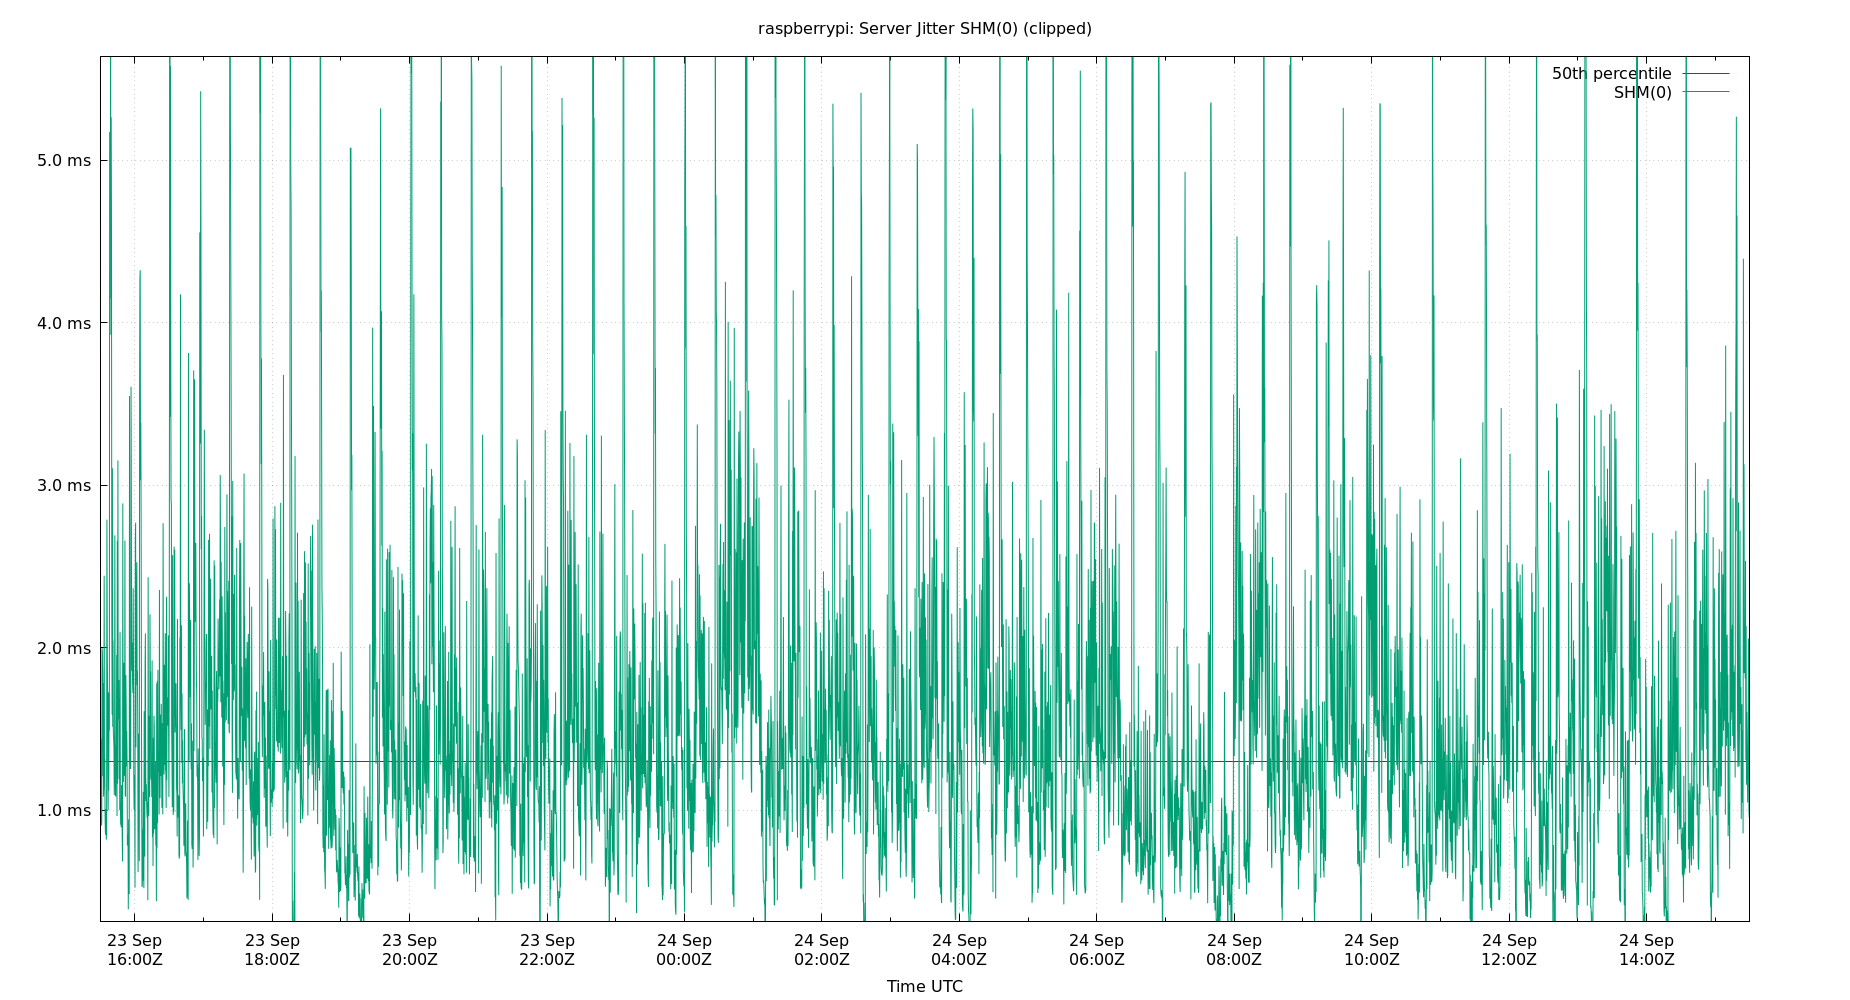 raspberrypi: Server Jitter SHM(0) (clipped)
50th percentile
SHM(0)
5.0 ms
4.0 ms
3.0 ms
2.0 ms
1.0 ms
23 Sep 23 Sep 23 Sep 23 Sep 24 Sep 24 Sep 24 Sep 24 Sep 24 Sep 24 Sep 24 Sep 24 Sep
16:00Z 18:00Z 20:00Z 22:00Z 00:00Z 02:00Z 04:00Z 06:00Z 08:00Z 10:00Z 12:00Z 14:00Z
Time UTC